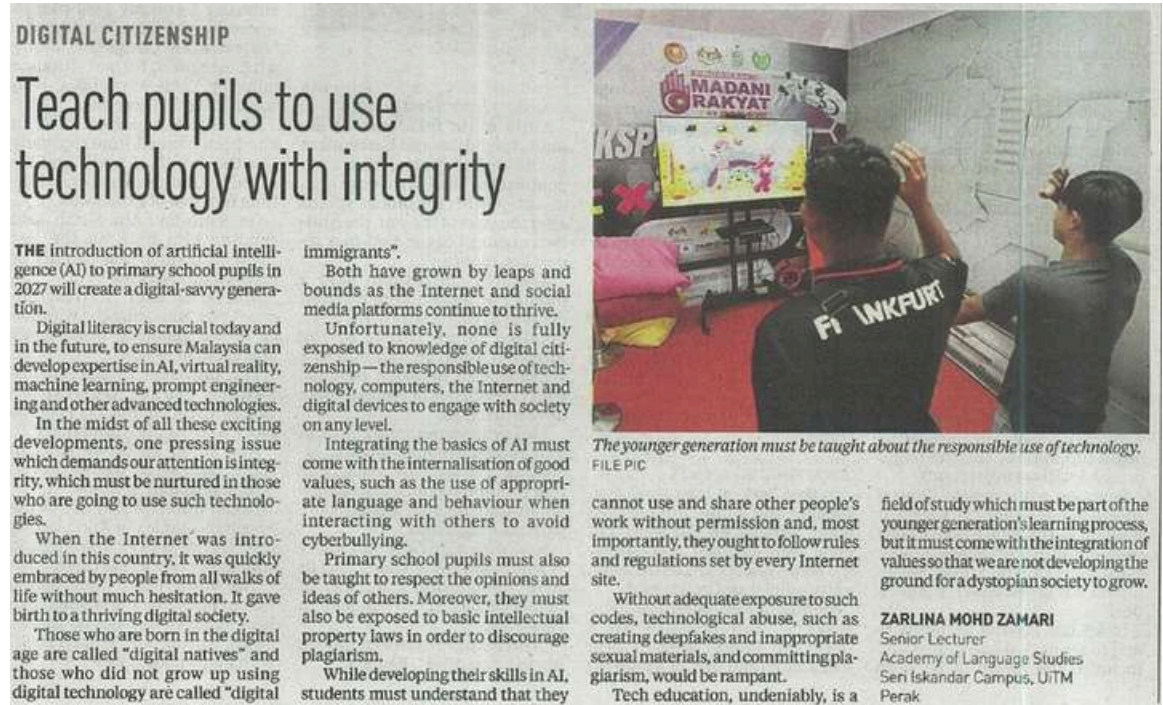 DIGITAL CITIZENSHIP
Teach pupils to use
technology with integrity
THE introduction of artificial intelli-
gence (AI) to primary school pupils in
2027 will create a digital-savvy genera-
tion.
Digital literacy is crucial today and
in the future, to ensure Malaysia can
develop expertise in AI, virtual reality,
machine learning, prompt engineer-
ing and other advanced technologies.
In the midst of all these exciting
developments, one pressing issue
which demands our attention is integ-
rity, which must be nurtured in those
who are going to use such technolo-
gies.
When the Internet was intro-
duced in this country, it was quickly
embraced by people from all walks of
life without much hesitation. It gave
birth to a thriving digital society.
Those who are born in the digital
age are called "digital natives" and
those who did not grow up using
digital technology are called "digital
immigrants".
Both have grown by leaps and
bounds as the Internet and social
media platforms continue to thrive.
Unfortunately, none is fully
exposed to knowledge of digital citi-
zenship — the responsible use of tech-
nology, computers, the Internet and
digital devices to engage with society
on any level.
Integrating the basics of AI must
come with the internalisation of good
values, such as the use of appropri-
ate language and behaviour when
interacting with others to avoid
cyberbullying.
Primary school pupils must also
be taught to respect the opinions and
ideas of others. Moreover, they must
also be exposed to basic intellectual
property laws in order to discourage
plagiarism.
While developing their skills in AI,
students must understand that they
MADANI
RAKYAT
KSP
The younger generation must be taught about the responsible use of technology.
FILE PIC
cannot use and share other people's
work without permission and, most
importantly, they ought to follow rules
and regulations set by every Internet
site.
Without adequate exposure to such
codes, technological abuse, such as
creating deepfakes and inappropriate
sexual materials, and committing pla-
giarism, would be rampant.
Tech education, undeniably, is a
field of study which must be part of the
younger generation's learning process,
but it must come with the integration of
values so that we are not developing the
ground for a dystopian society to grow.
ZARLINA MOHD ZAMARI
Senior Lecturer
Academy of Language Studies
Seri Iskandar Campus, UiTM
Perak